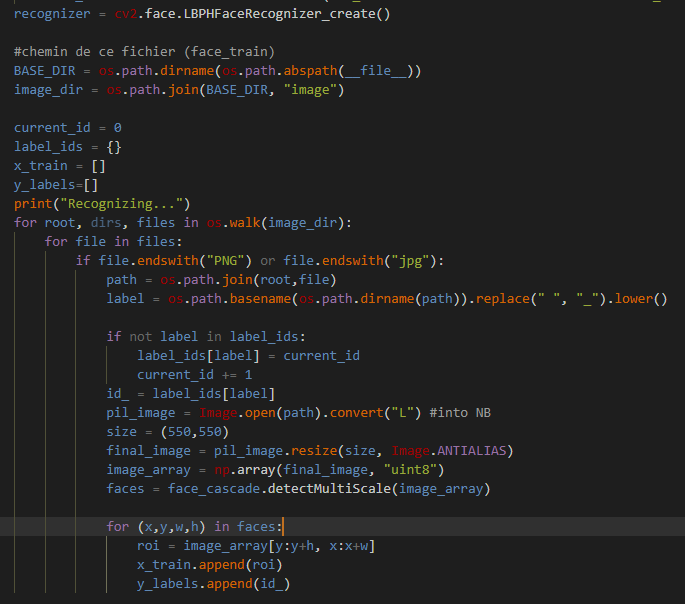 recognizer = cv2.face.LBPHFaceRecognizer_create()
#chemin de ce fichier (face_train)
BASE_DIR = os.path.dirname(os.path.abspath(__file__))
image_dir = os.path.join(BASE_DIR, "image")
current_id = 0
label_ids = {}
x_train = []
y_labels=[]
print("Recognizing...")
for root, dirs, files in os.walk(image_dir):
    for file in files:
        if file.endswith("PNG") or file.endswith("jpg"):
            path = os.path.join(root,file)
            label = os.path.basename(os.path.dirname(path)).replace(" ", "_").lower()
            if not label in label_ids:
                label_ids[label] = current_id
                current_id += 1
            id_ = label_ids[label]
            pil_image = Image.open(path).convert("L") #into NB
            size = (550,550)
            final_image = pil_image.resize(size, Image.ANTIALIAS)
            image_array = np.array(final_image, "uint8")
            faces = face_cascade.detectMultiScale(image_array)
            for (x,y,w,h) in faces:
                roi = image_array[y:y+h, x:x+w]
                x_train.append(roi)
                y_labels.append(id_)